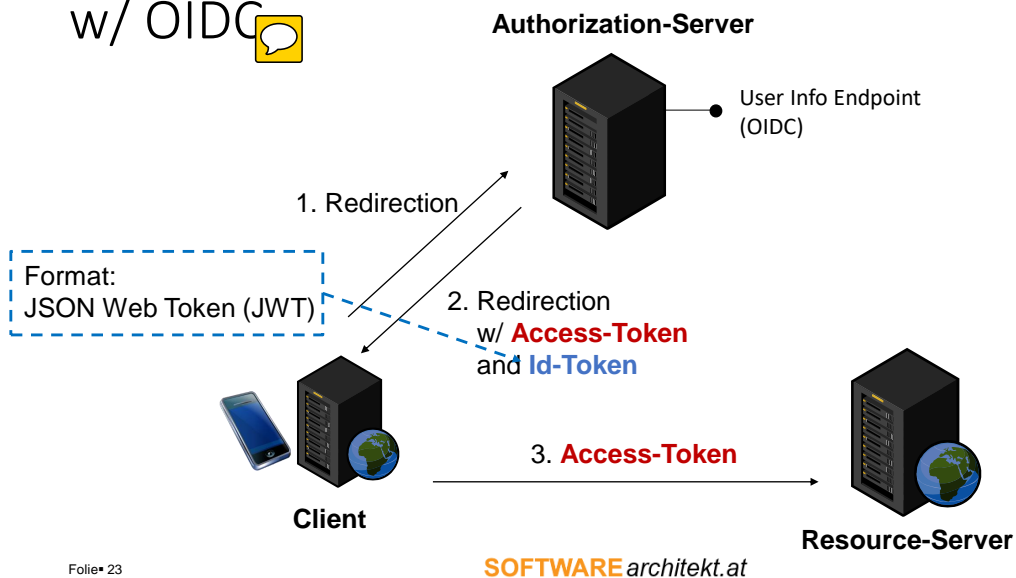 w/ OIDC
Authorization-Server
User Info Endpoint
(OIDC)
1. Redirection
Format:
JSON Web Token (JWT)
2. Redirection
w/ Access-Token
and Id-Token
3. Access-Token
Client
Resource-Server
Folie▪ 23
SOFTWARE architekt.at